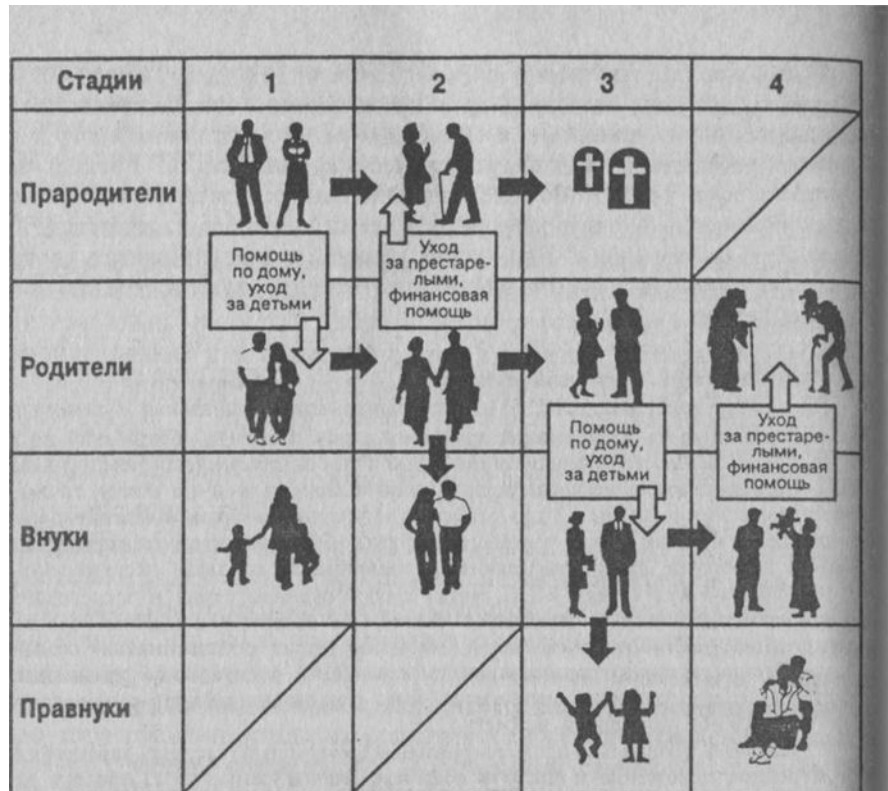 Стадии 1 2 3 4
Прародители
Помощь
по дому,
уход
за детьми
Уход
за престаре-
лыми,
финансовая
помощь
Родители
Помощь
по дому,
уход
за детьми
Уход
за престаре-
лыми,
финансовая
помощь
Внуки
Правнуки